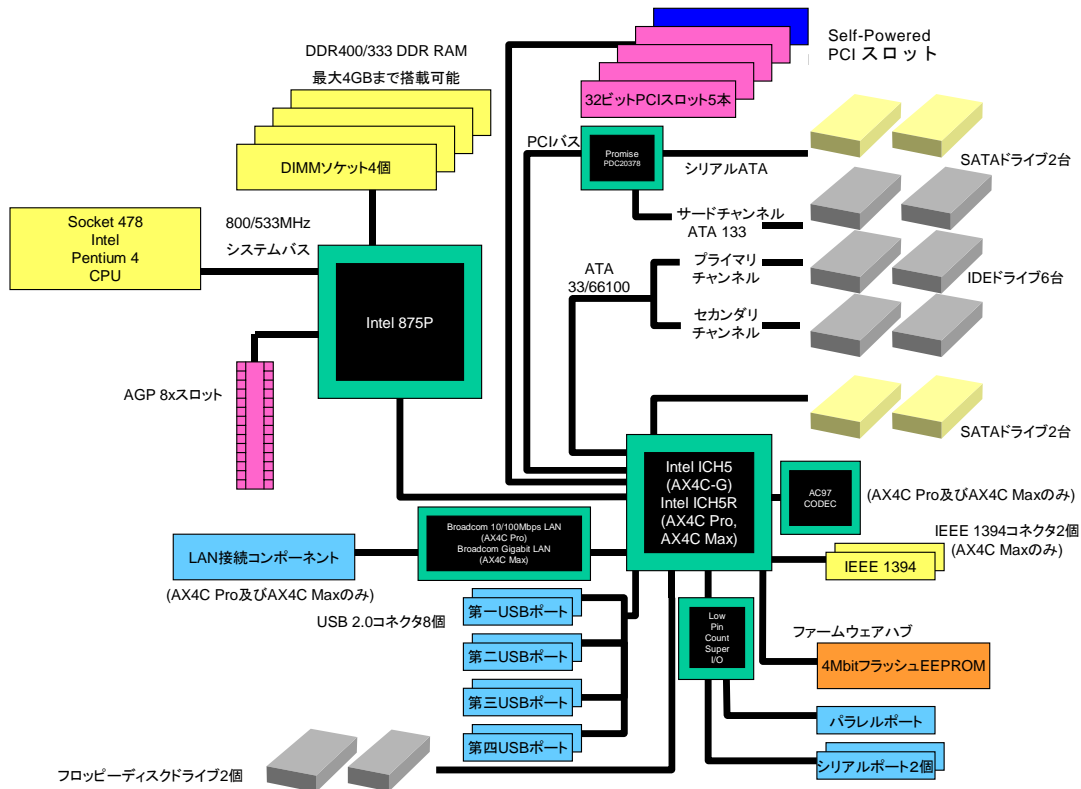 Self-Powered
PCI スロット
DDR400/333 DDR RAM
最大4GBまで搭載可能
32ビットPCIスロット5本
DIMMソケット4個
PCIバス
Promise
PDC20378
シリアルATA
SATAドライブ2台
サードチャンネル
ATA 133
Socket 478
Intel
Pentium 4
CPU
800/533MHz
システムバス
Intel 875P
ATA
33/66100
プライマリ
チャンネル
IDEドライブ6台
セカンダリ
チャンネル
AGP 8xスロット
SATAドライブ2台
Intel ICH5
(AX4C-G)
Intel ICH5R
(AX4C Pro,
AX4C Max)
AC97
CODEC
(AX4C Pro及びAX4C Maxのみ)
Broadcom 10/100Mbps LAN
(AX4C Pro)
Broadcom Gigabit LAN
(AX4C Max)
LAN接続コンポーネント
(AX4C Pro及びAX4C Maxのみ)
IEEE 1394コネクタ2個
(AX4C Maxのみ)
IEEE 1394
USB 2.0コネクタ8個
第一USBポート
第二USBポート
第三USBポート
第四USBポート
Low
Pin
Count
Super
I/O
ファームウェアハブ
4MbitフラッシュEEPROM
パラレルポート
シリアルポート2個
フロッピーディスクドライブ2個